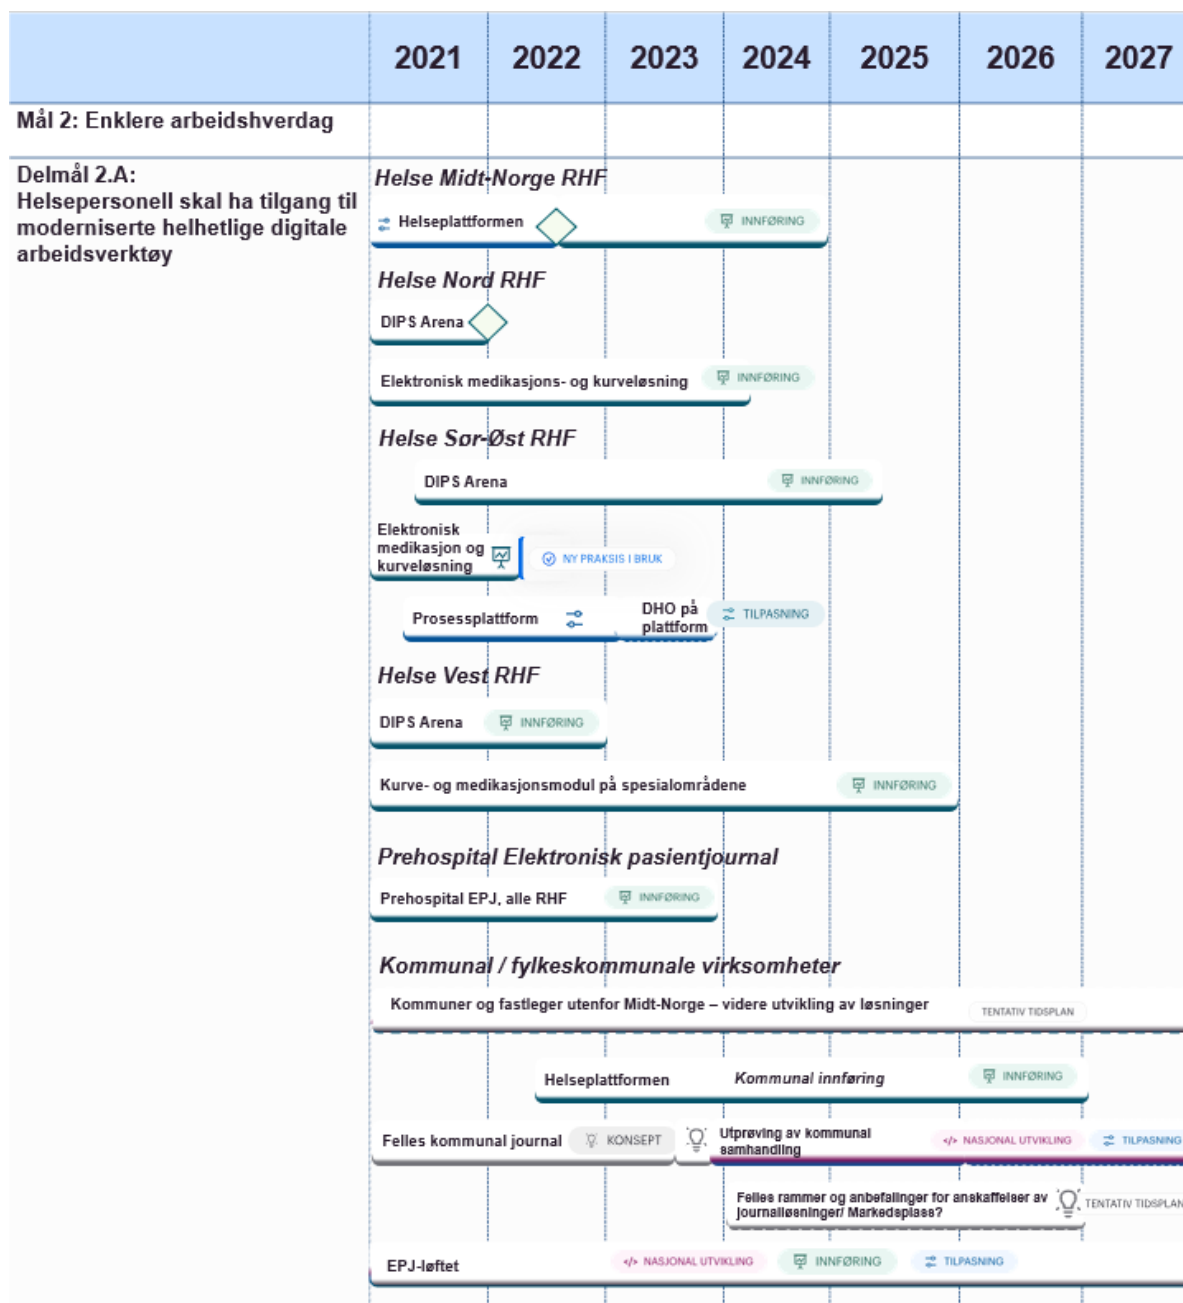 2021 2022 2023 2024 2025 2026 2027
Mål 2: Enklere arbeidshverdag
Delmål 2.A:
Helsepersonell skal ha tilgang til
moderniserte helhetlige digitale
arbeidsverktøy
Helse Midt-Norge RHF
Helseplattformen INNFØRING
Helse Nord RHF
DIPS Arena
Elektronisk medikasjons- og kurveløsning INNFØRING
Helse Sør-Øst RHF
DIPS Arena INNFØRING
Elektronisk
medikasjon og
kurveløsning
NY PRAKSIS I BRUK
Prosessplattform
DHO på
plattform
TILPASNING
Helse Vest RHF
DIPS Arena INNFØRING
Kurve- og medikasjonsmodul på spesialområdene INNFØRING
Prehospital Elektronisk pasientjournal
Prehospital EPJ, alle RHF INNFØRING
Kommunal / fylkeskommunale virksomheter
Kommuner og fastleger utenfor Midt-Norge – videre utvikling av løsninger TENTATIV TIDSPLAN
Helseplattformen Kommunal innføring INNFØRING
Felles kommunal journal KONSEPT
Utprøving av kommunal
samhandling
</> NASJONAL UTVIKLING TILPASNING
Felles rammer og anbefalinger for anskaffelser av
journalløsninger/ Markedsplass?
TENTATIV TIDSPLAN
EPJ-løftet </> NASJONAL UTVIKLING INNFØRING TILPASNING